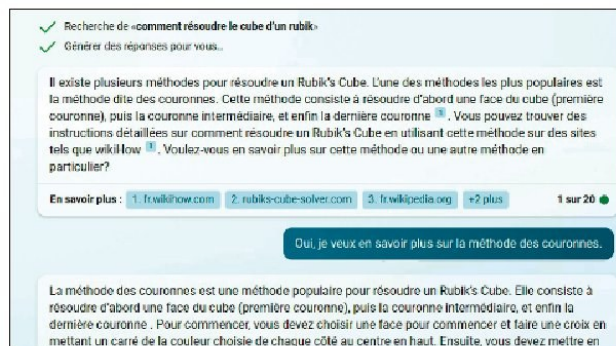 Recherche de «comment résoudre le cube d'un rubik»
Générer des réponses pour vous...
Il existe plusieurs méthodes pour résoudre un Rubik's Cube. L'une des méthodes les plus populaires est
la méthode dite des couronnes. Cette méthode consiste à résoudre d'abord une face du cube (première
couronne), puis la couronne intermédiaire, et enfin la dernière couronne. Vous pouvez trouver des
instructions détaillées sur comment résoudre un Rubik's Cube en utilisant cette méthode sur des sites
tels que wikiHow 1. Voulez-vous en savoir plus sur cette méthode ou une autre méthode en
particulier?
En savoir plus : 1. fr.wikihow.com 2. rubiks-cube-solver.com 3. fr.wikipedia.org +2 plus 1 sur 20
Oui, je veux en savoir plus sur la méthode des couronnes.
La méthode des couronnes est une méthode populaire pour résoudre un Rubik's Cube. Elle consiste à
résoudre d'abord une face du cube (première couronne), puis la couronne intermédiaire, et enfin la
dernière couronne . Pour commencer, vous devez choisir une face pour commencer et faire une croix en
mettant un carré de la couleur choisie de chaque côté au centre en haut. Ensuite, vous devez mettre en